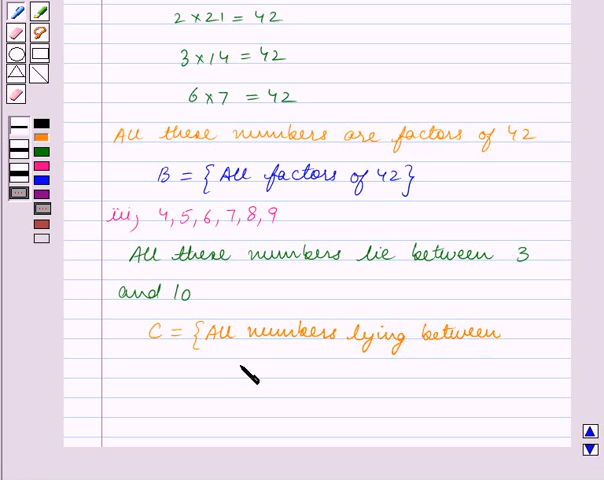 2 × 21 = 42
3 × 14 = 42
6 × 7 = 42
All these numbers are factors of 42
B = {All factors of 42}
iii, 4, 5, 6, 7, 8, 9
All these numbers lie between 3
and 10
C = {All numbers lying between